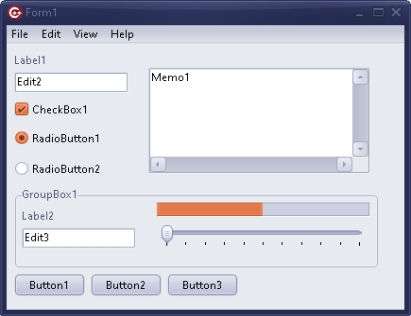 Form1
File Edit View Help
Label1
Edit2
Memo1
CheckBox1
RadioButton1
RadioButton2
GroupBox1
Label2
Edit3
Button1 Button2 Button3